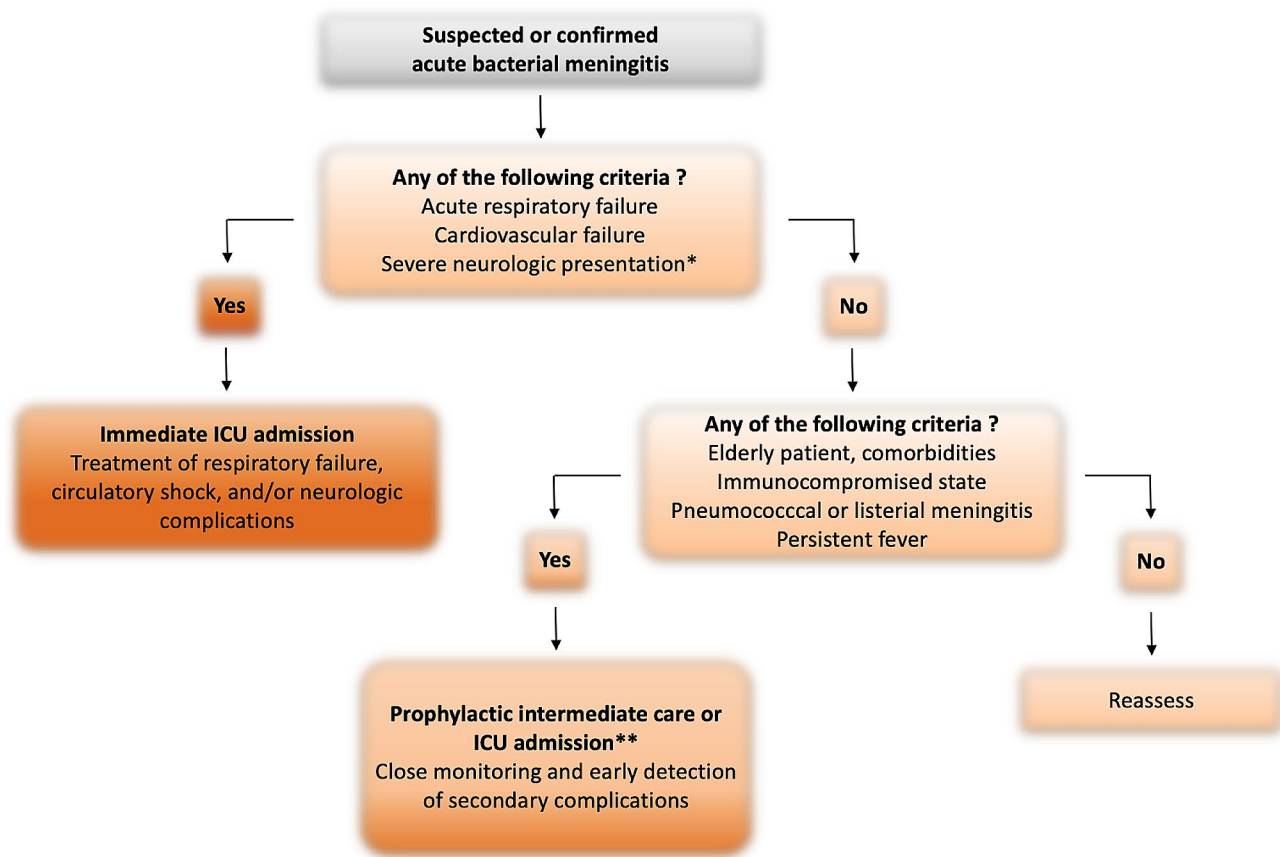 Suspected or confirmed
acute bacterial meningitis
Any of the following criteria ?
Acute respiratory failure
Cardiovascular failure
Severe neurologic presentation*
Yes
No
Immediate ICU admission
Treatment of respiratory failure,
circulatory shock, and/or neurologic
complications
Any of the following criteria ?
Elderly patient, comorbidities
Immunocompromised state
Pneumococccal or listerial meningitis
Persistent fever
Yes
No
Prophylactic intermediate care or
ICU admission**
Close monitoring and early detection
of secondary complications
Reassess